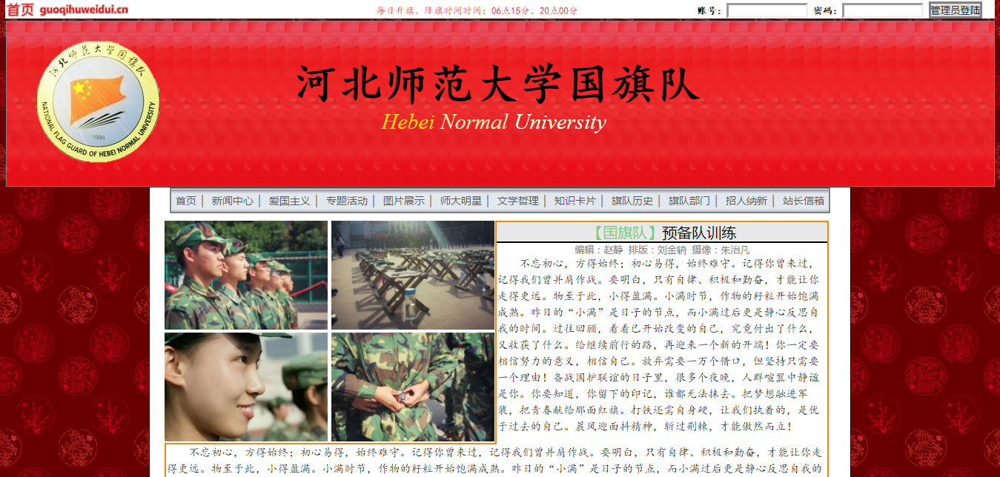 首页 guoqihuweidui.cn
每日升旗、降旗时间时间：06点15分、20点00分
账号：
密码：
管理员登陆
河北师范大学国旗队
NATIONAL FLAG GUARD OF HEBEI NORMAL UNIVERSITY
1994
河北师范大学国旗队
Hebei Normal University
首页 | 新闻中心 | 爱国主义 | 专题活动 | 图片展示 | 师大明星 | 文学哲理 | 知识卡片 | 旗队历史 | 旗队部门 | 招人纳新 | 站长信箱
【国旗队】预备队训练
编辑：赵静 排版：刘金钠 摄像：朱治凡
不忘初心，方得始终；初心易得，始终难守。记得你曾来过，
记得我们曾并肩作战。要明白，只有自律、积极和勤奋，才能让你
走得更远。物至于此，小得盈满。小满时节，作物的籽粒开始饱满
成熟。昨日的“小满”是日子的节点，而小满过后更是静心反思自
我的时间。过往回顾，看看已开始改变的自己，究竟付出了什么，
又收获了什么。给继续前行的路，再迎来一个新的开端！你一定要
相信努力的意义，相信自己。放弃需要一万个借口，但坚持只需要
一个理由！备战国护联谊的日子里，很多个夜晚，人群喧嚣中静谧
是你。你要知道，你留下的印记，谁都无法抹去。把梦想融进军
装，把青春献给那面红旗。打铁还需自身硬，让我们执着的，是优
于过去的自己。晨风迎面抖精神，斩过荆棘，才能傲然而立！
不忘初心，方得始终；初心易得，始终难守。记得你曾来过，记得我们曾并肩作战。要明白，只有自律、积极和勤奋，才能让你走
得更远。物至于此，小得盈满。小满时节，作物的籽粒开始饱满成熟。昨日的“小满”是日子的节点，而小满过后更是静心反思自我的